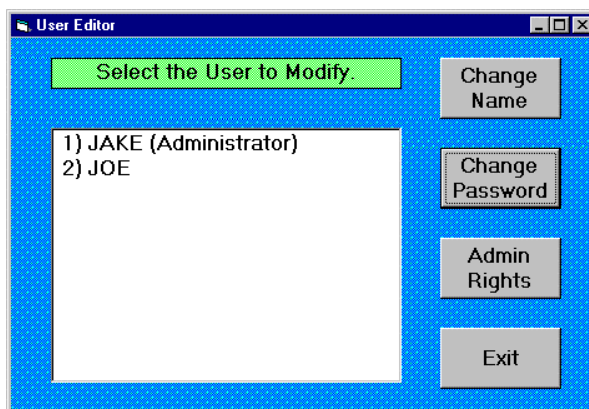 User Editor
Select the User to Modify.
Change
Name
1) JAKE (Administrator)
2) JOE
Change
Password
Admin
Rights
Exit